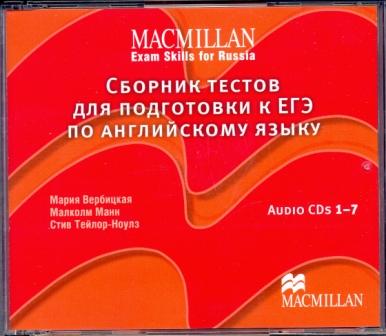 MACMILLAN
Exam Skills for Russia
СБОРНИК ТЕСТОВ
ДЛЯ ПОДГОТОВКИ К ЕГЭ
ПО АНГЛИЙСКОМУ ЯЗЫКУ
Мария Вербицкая
Малколм Манн
Стив Тейлор-Ноулз
AUDIO CDS 1–7
MACMILLAN